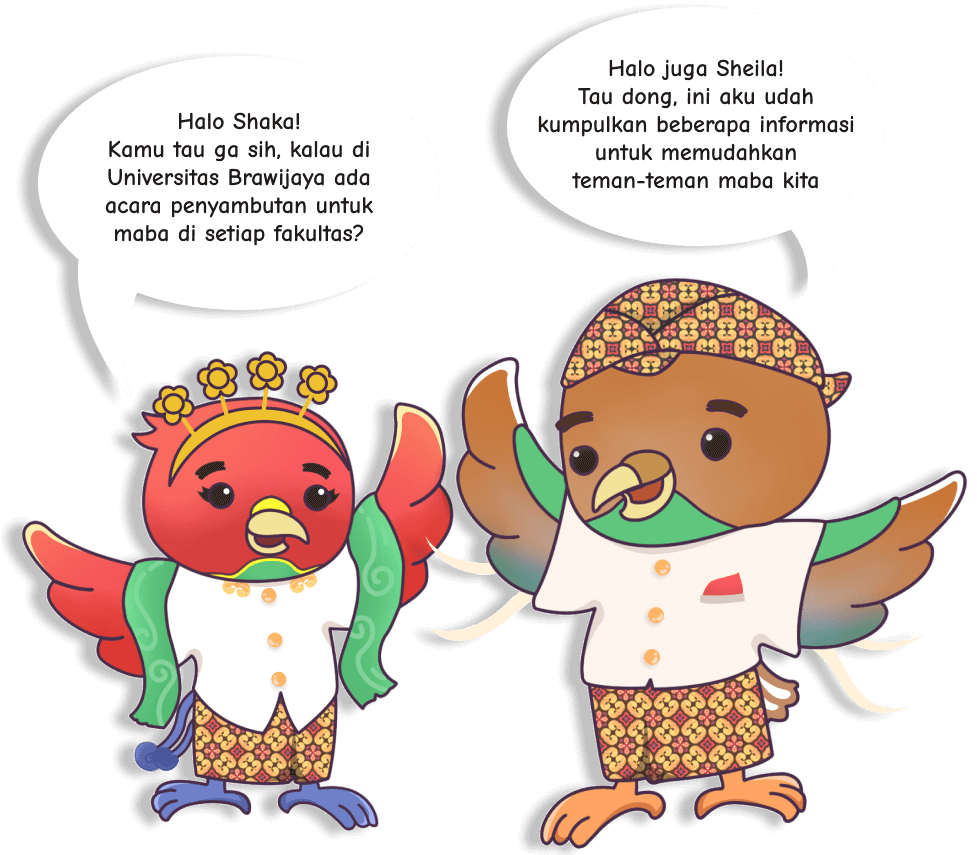 Halo Shaka!
Kamu tau ga sih, kalau di
Universitas Brawijaya ada
acara penyambutan untuk
maba di setiap fakultas?
Halo juga Sheila!
Tau dong, ini aku udah
kumpulkan beberapa informasi
untuk memudahkan
teman-teman maba kita